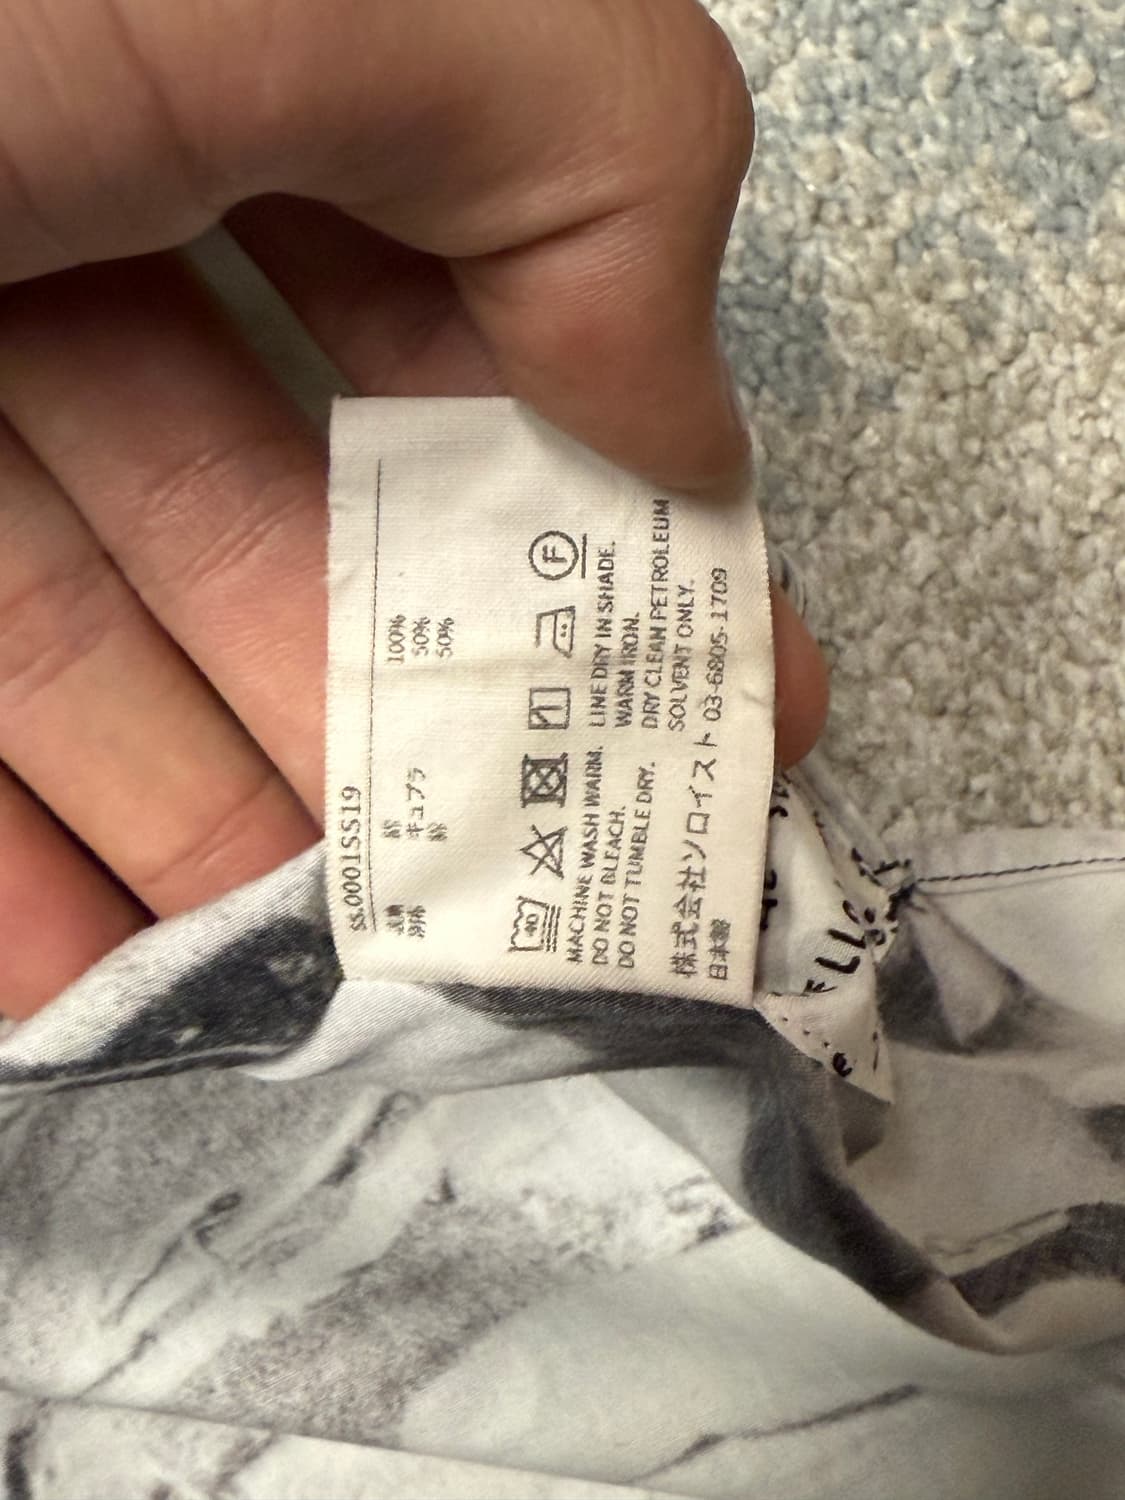 ss.0001SS19
表地 綿 100%
別布 キュプラ 50%
綿 50%
40
F
MACHINE WASH WARM. LINE DRY IN SHADE.
DO NOT BLEACH. WARM IRON.
DO NOT TUMBLE DRY. DRY CLEAN PETROLEUM
SOLVENT ONLY.
株式会社ソロイスト 03-6805-1709
日本製
ELL